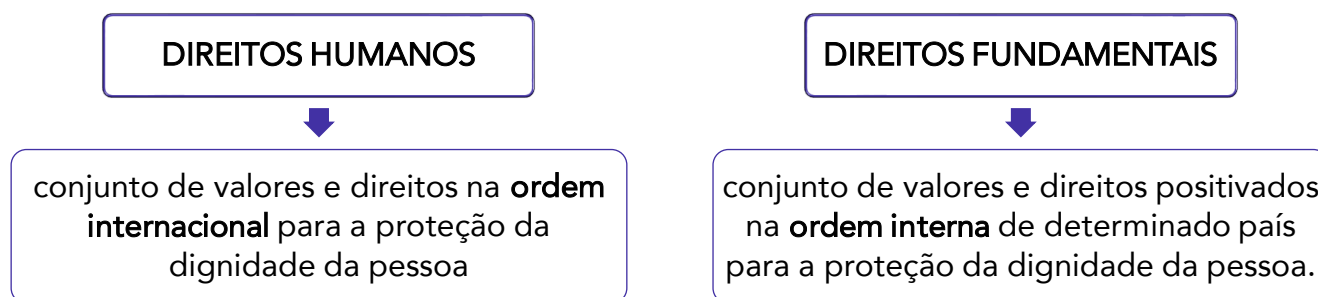 DIREITOS HUMANOS
conjunto de valores e direitos na ordem
internacional para a proteção da
dignidade da pessoa
DIREITOS FUNDAMENTAIS
conjunto de valores e direitos positivados
na ordem interna de determinado país
para a proteção da dignidade da pessoa.